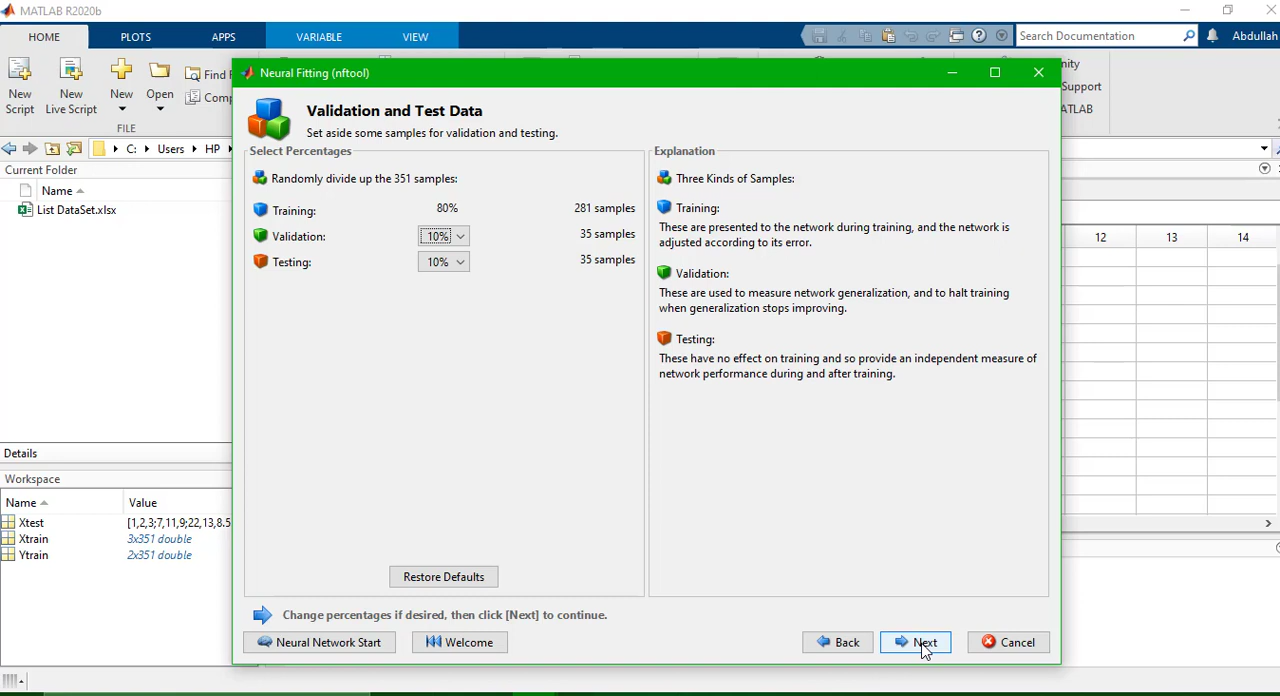 MATLAB R2020b
HOME PLOTS APPS VARIABLE VIEW Search Documentation Abdullah
New Script
New Live Script
New
Open
Find
Comp
FILE
nity
Support
ATLAB
C: Users HP
Current Folder
Name
List DataSet.xlsx
Details
Workspace
Name Value
Xtest [1,2,3;7,11,9;22,13,8.5
Xtrain 3x351 double
Ytrain 2x351 double
12 13 14
Neural Fitting (nftool)
Validation and Test Data
Set aside some samples for validation and testing.
Select Percentages
Randomly divide up the 351 samples:
Training: 80% 281 samples
Validation: 10% 35 samples
Testing: 10% 35 samples
Restore Defaults
Explanation
Three Kinds of Samples:
Training:
These are presented to the network during training, and the network is
adjusted according to its error.
Validation:
These are used to measure network generalization, and to halt training
when generalization stops improving.
Testing:
These have no effect on training and so provide an independent measure of
network performance during and after training.
Change percentages if desired, then click [Next] to continue.
Neural Network Start Welcome Back Next Cancel